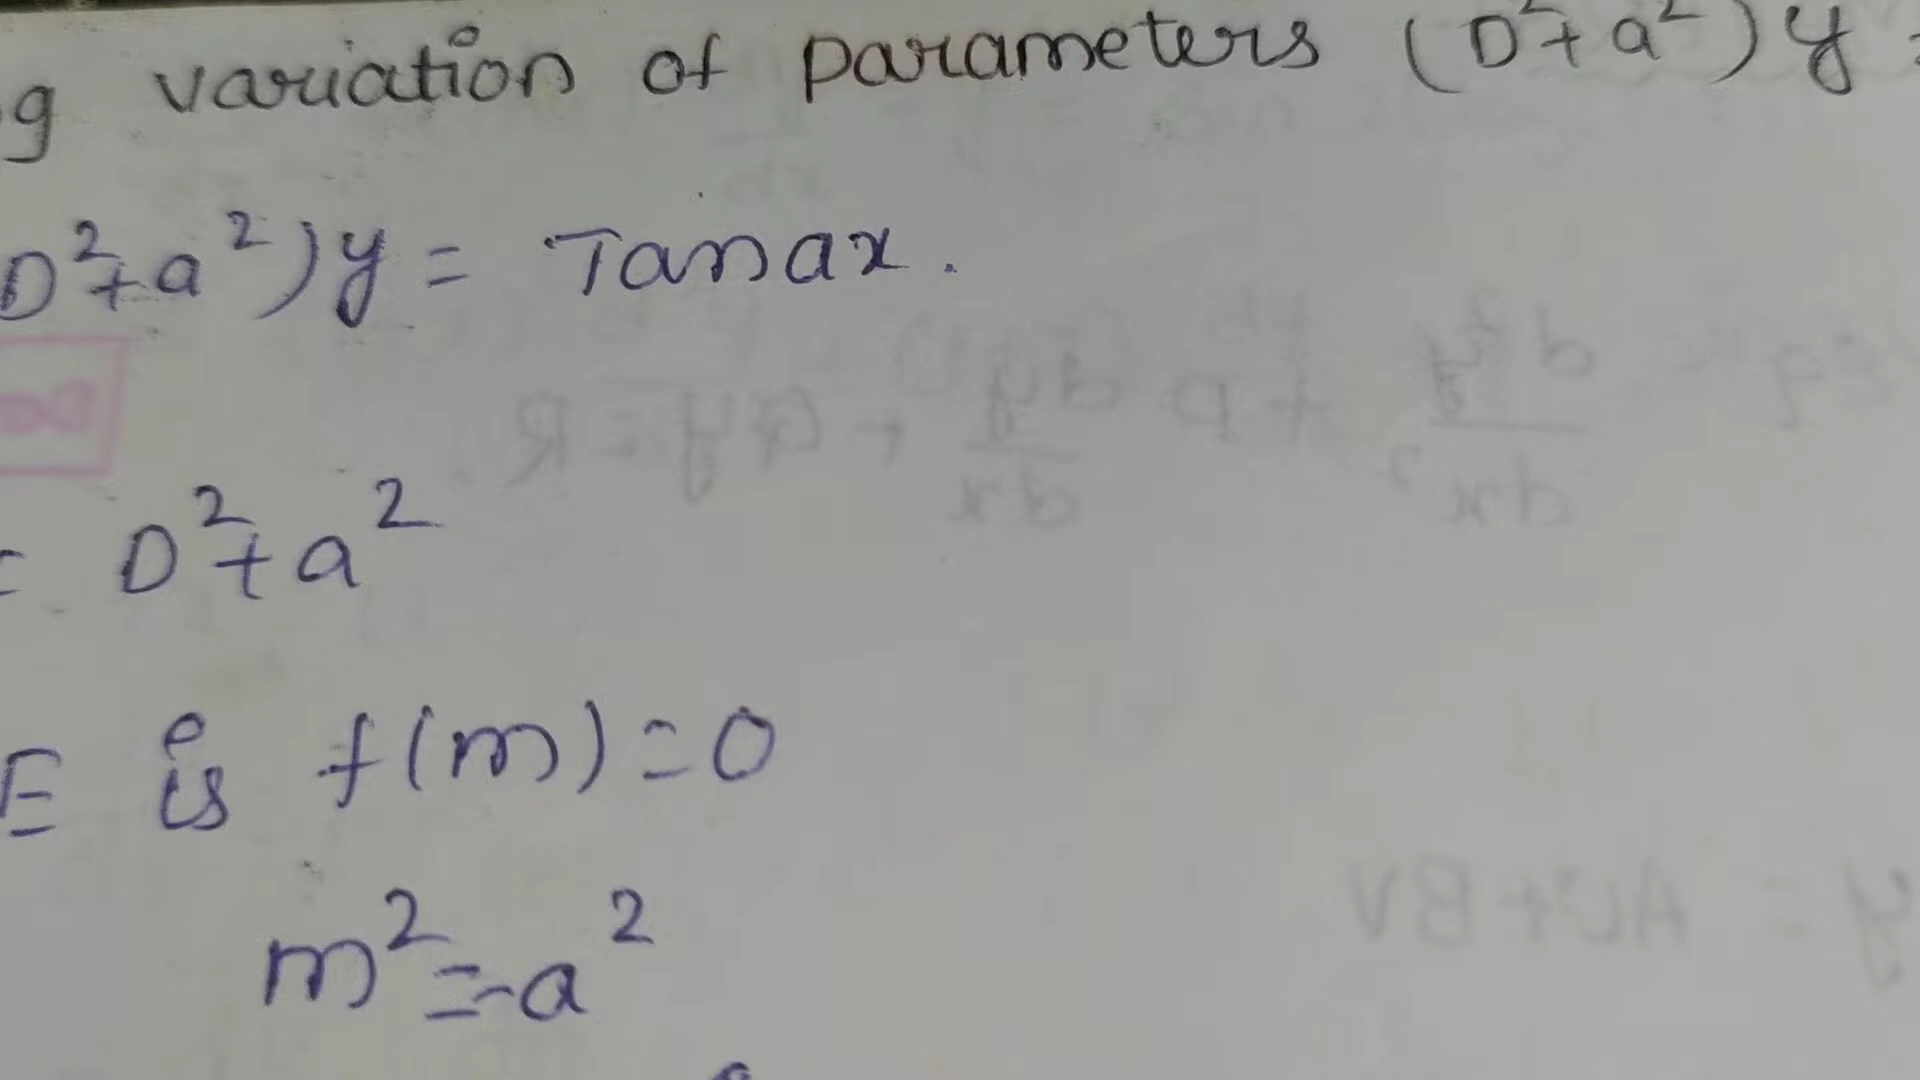 g variation of parameters (D²+a²)y =
D²+a²)y = Tanax.
= D²+a²
E is f(m)=0
m²=-a²